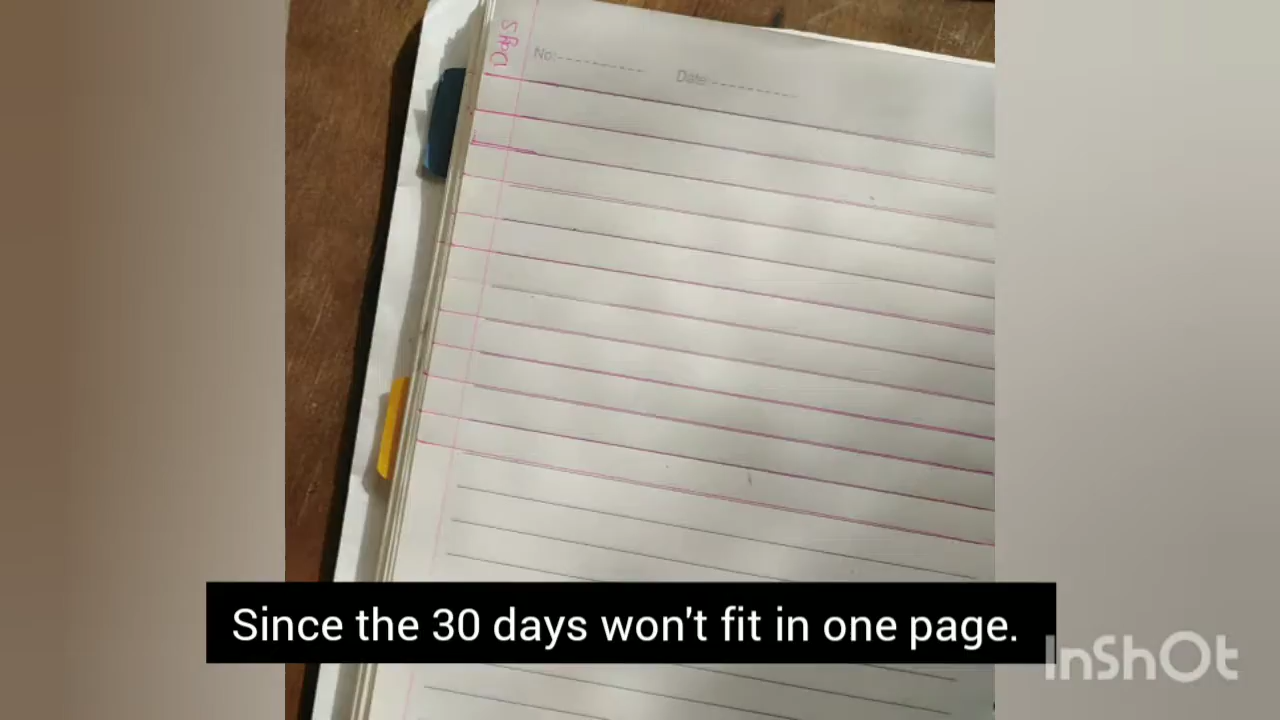 Days
No:----------
Date:----------
Since the 30 days won't fit in one page.
InShOt